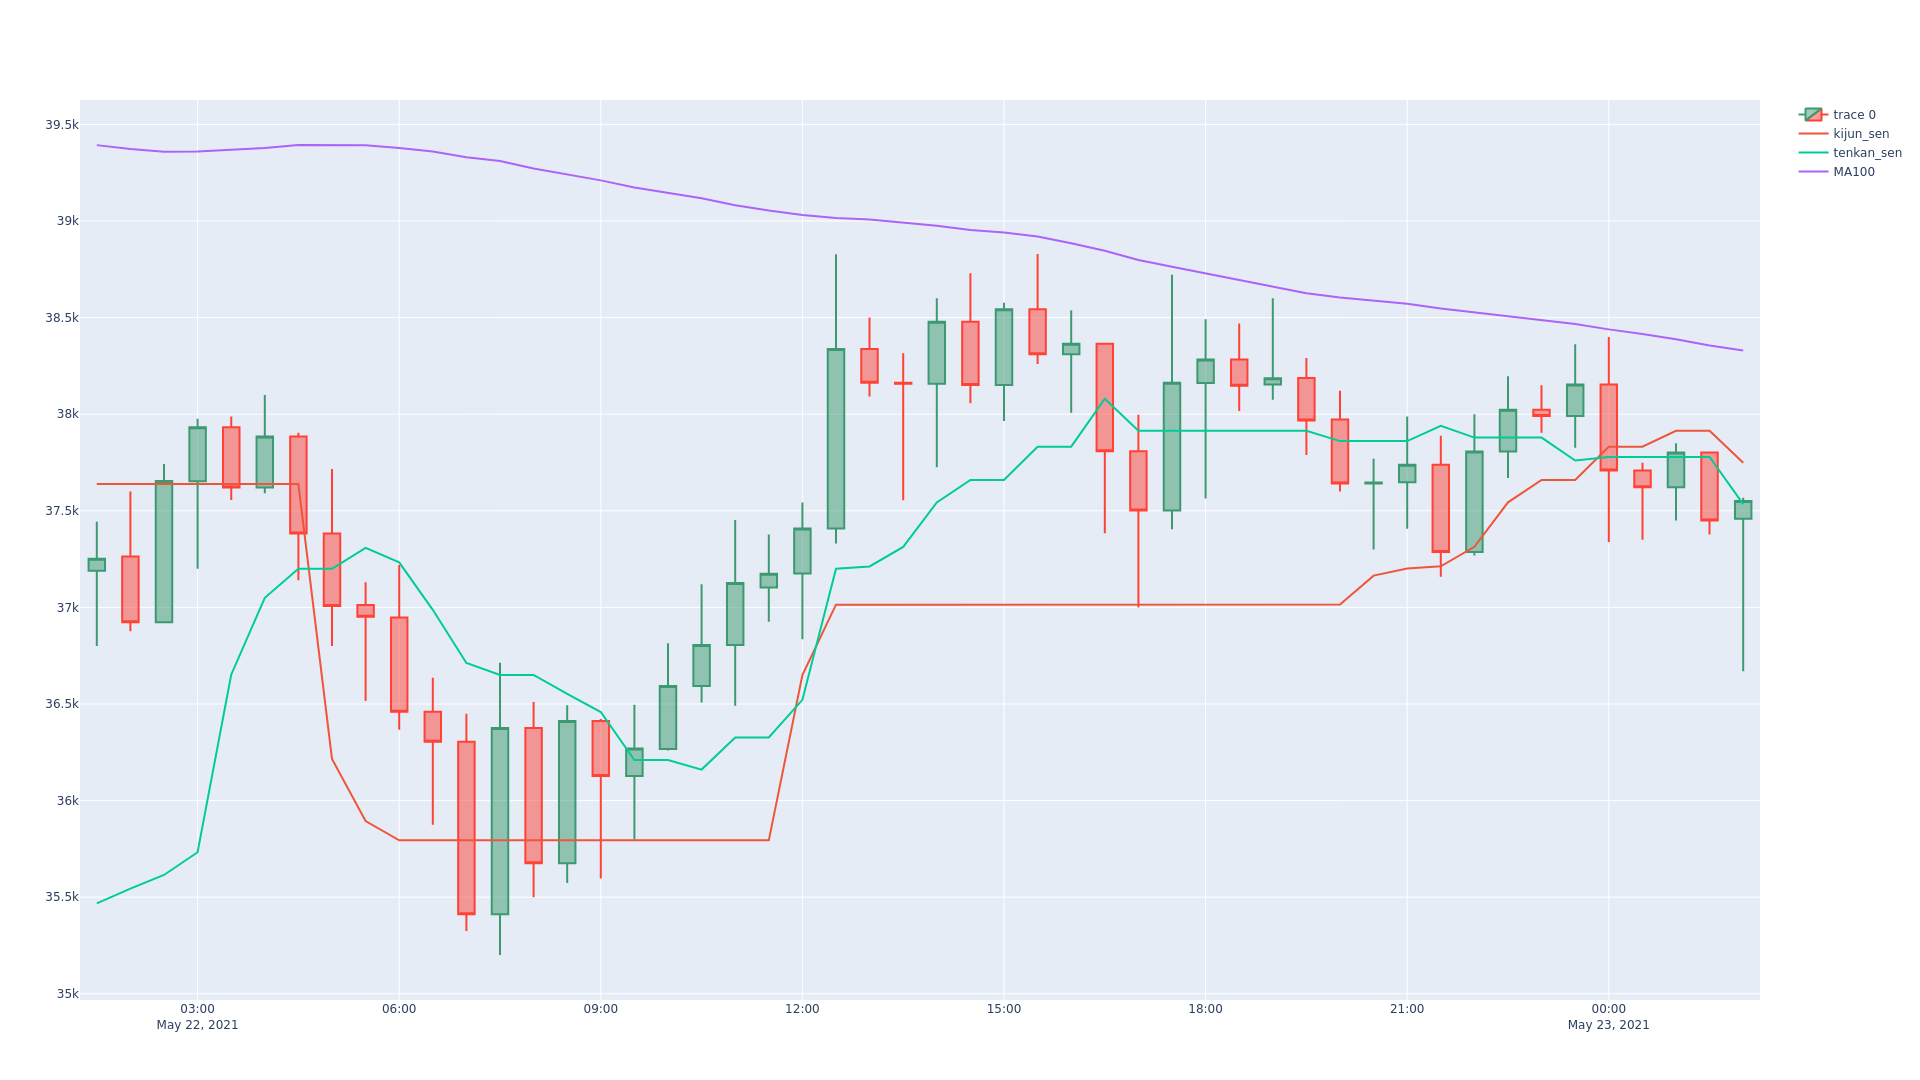 39.5k
39k
38.5k
38k
37.5k
37k
36.5k
36k
35.5k
35k
03:00 06:00 09:00 12:00 15:00 18:00 21:00 00:00
May 22, 2021 May 23, 2021
trace 0
kijun_sen
tenkan_sen
MA100